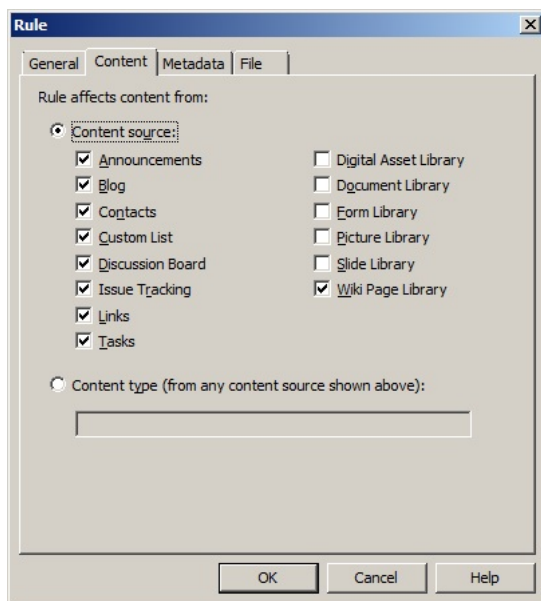 Rule
General Content Metadata File
Rule affects content from:
Content source:
Announcements Digital Asset Library
Blog Document Library
Contacts Form Library
Custom List Picture Library
Discussion Board Slide Library
Issue Tracking Wiki Page Library
Links
Tasks
Content type (from any content source shown above):
OK Cancel Help